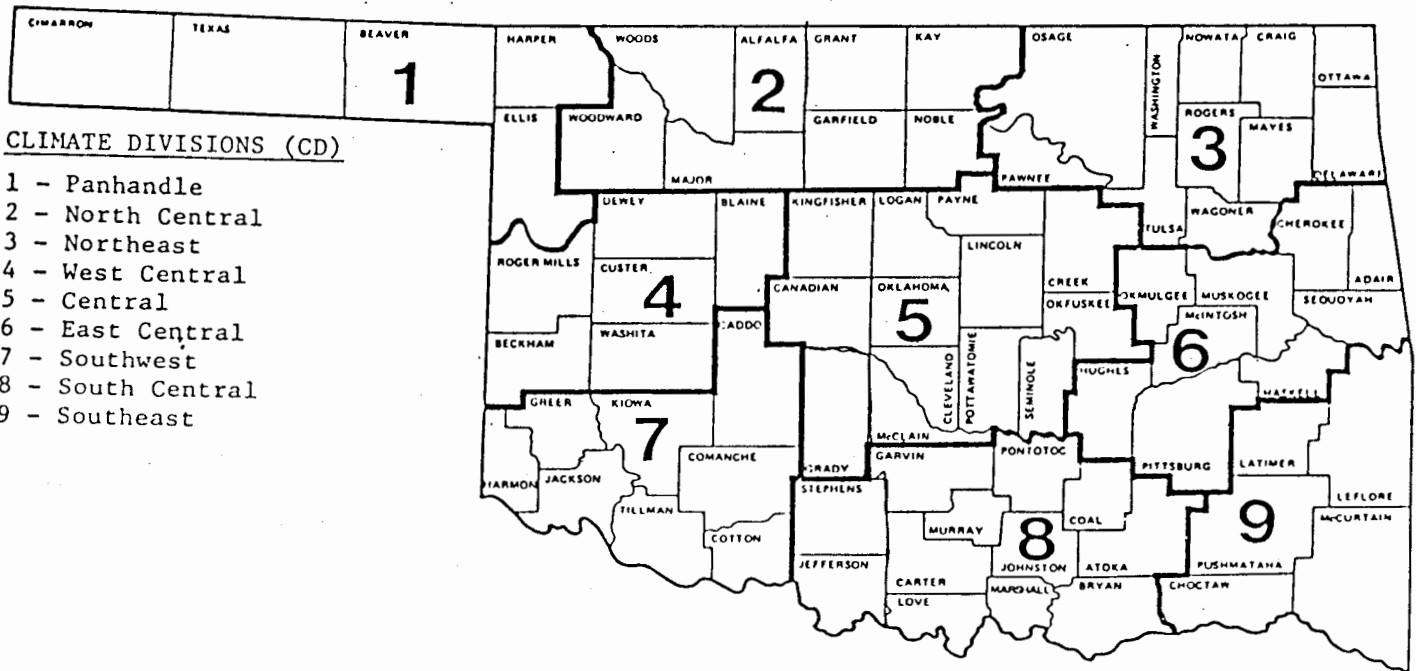 CIMARRON TEXAS BEAVER HARPER WOODS ALFALFA GRANT KAY OSAGE NOWATA CRAIG
WASHINGTON
OTTAWA
1 2
ELLIS WOODWARD GARFIELD NOBLE ROGERS MAYES
3
CLIMATE DIVISIONS (CD)
1 - Panhandle
2 - North Central
3 - Northeast
4 - West Central
5 - Central
6 - East Central
7 - Southwest
8 - South Central
9 - Southeast
MAJOR PAWNEE DELAWARE
DEWEY BLAINE KINGFISHER LOGAN PAYNE WAGONER
TULSA CHEROKEE
LINCOLN
ROGER MILLS CUSTER
CANADIAN OKLAHOMA CREEK ADAIR
4 5
OKFUSKEE OKMULGEE MUSKOGEE SEQUOYAH
McINTOSH
CADDO
BECKHAM WASHITA
6
CLEVELAND POTTAWATOMIE SEMINOLE HUGHES
HASKELL
GREER KIOWA
7
McCLAIN
GARVIN PONTOTOC
COMANCHE GRADY PITTSBURG LATIMER
HARMON JACKSON STEPHENS LEFLORE
TILLMAN McCURTAIN
COTTON MURRAY COAL
8 9
JEFFERSON JOHNSTON ATOKA PUSHMATAHA
CARTER MARSHALL BRYAN CHOCTAW
LOVE